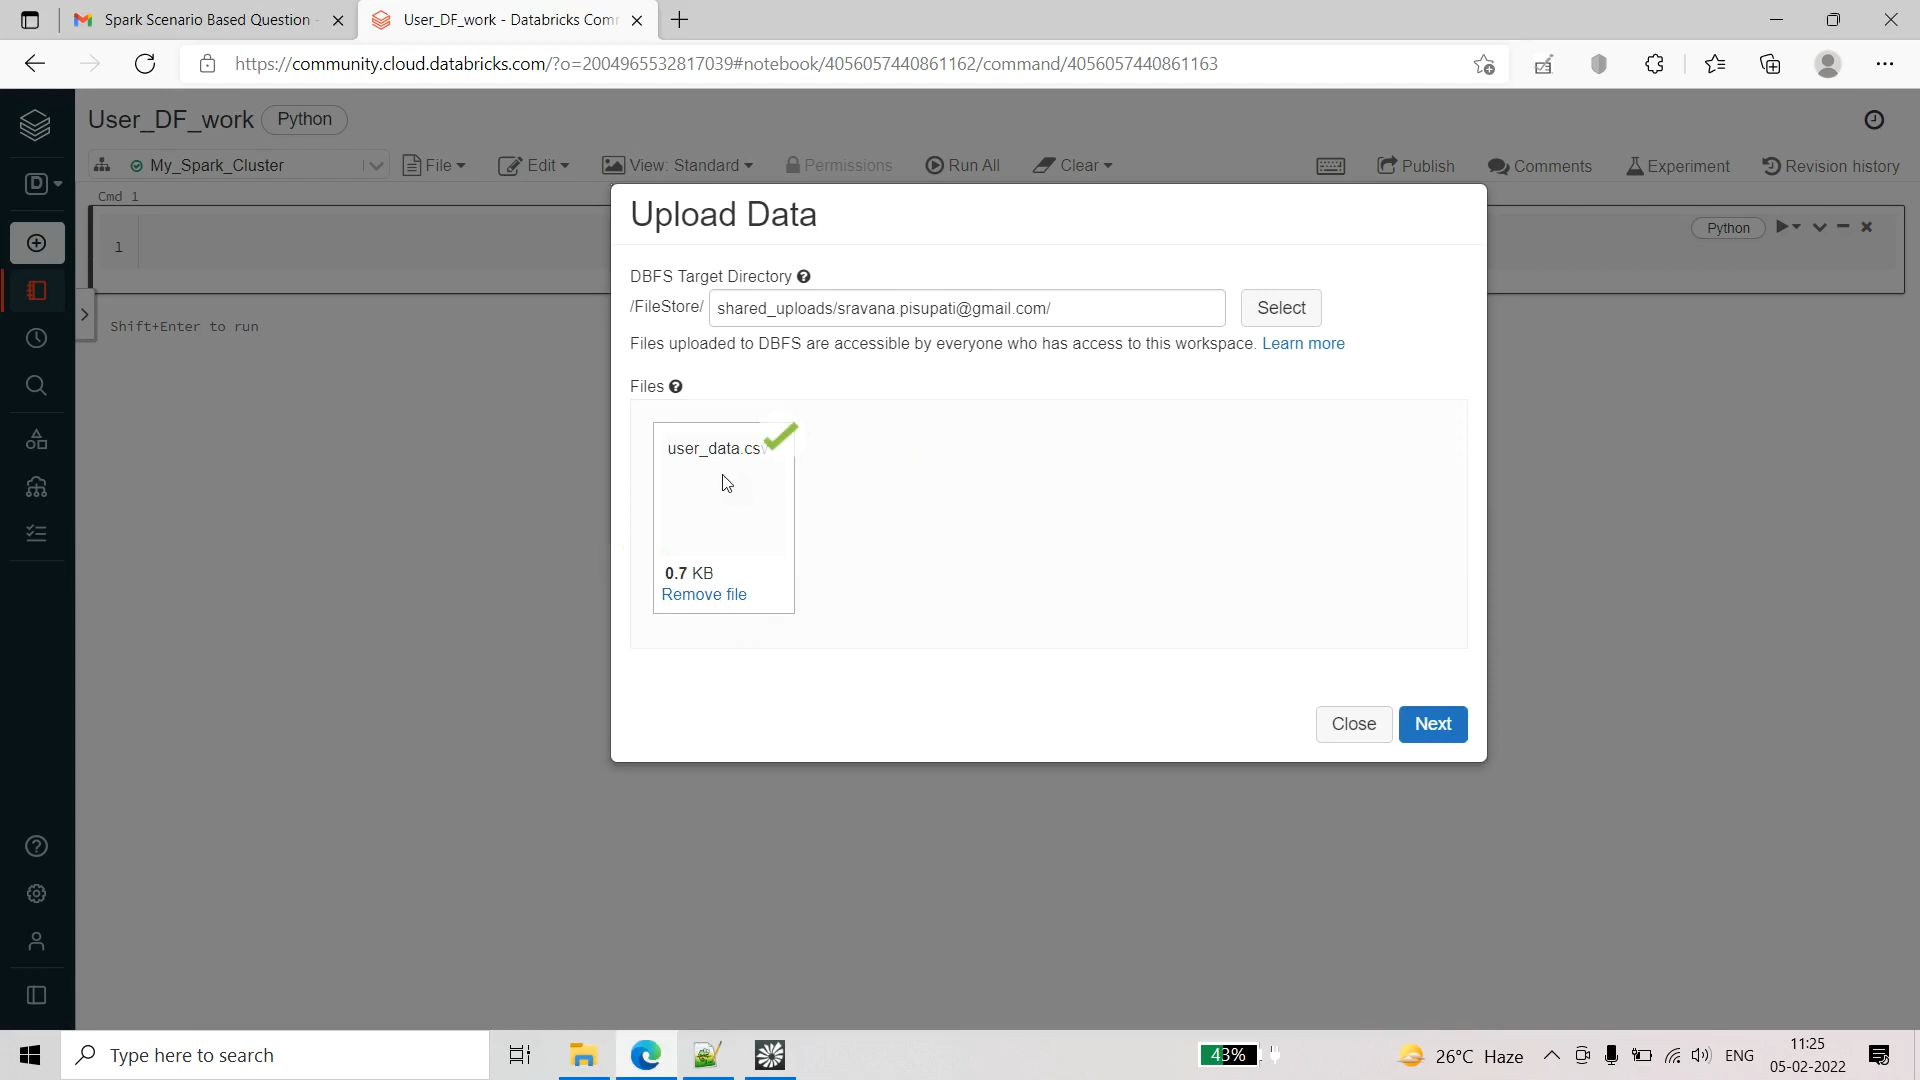 Spark Scenario Based Question -
User_DF_work - Databricks Com
https://community.cloud.databricks.com/?o=2004965532817039#notebook/4056057440861162/command/4056057440861163
User_DF_work Python
My_Spark_Cluster File Edit View: Standard Permissions Run All Clear Publish Comments Experiment Revision history
Cmd 1
1
Python
Shift+Enter to run
Upload Data
DBFS Target Directory
/FileStore/ shared_uploads/sravana.pisupati@gmail.com/ Select
Files uploaded to DBFS are accessible by everyone who has access to this workspace. Learn more
Files
user_data.csv
0.7 KB
Remove file
Close Next
D
Type here to search
43%
26°C Haze
ENG
11:25
05-02-2022